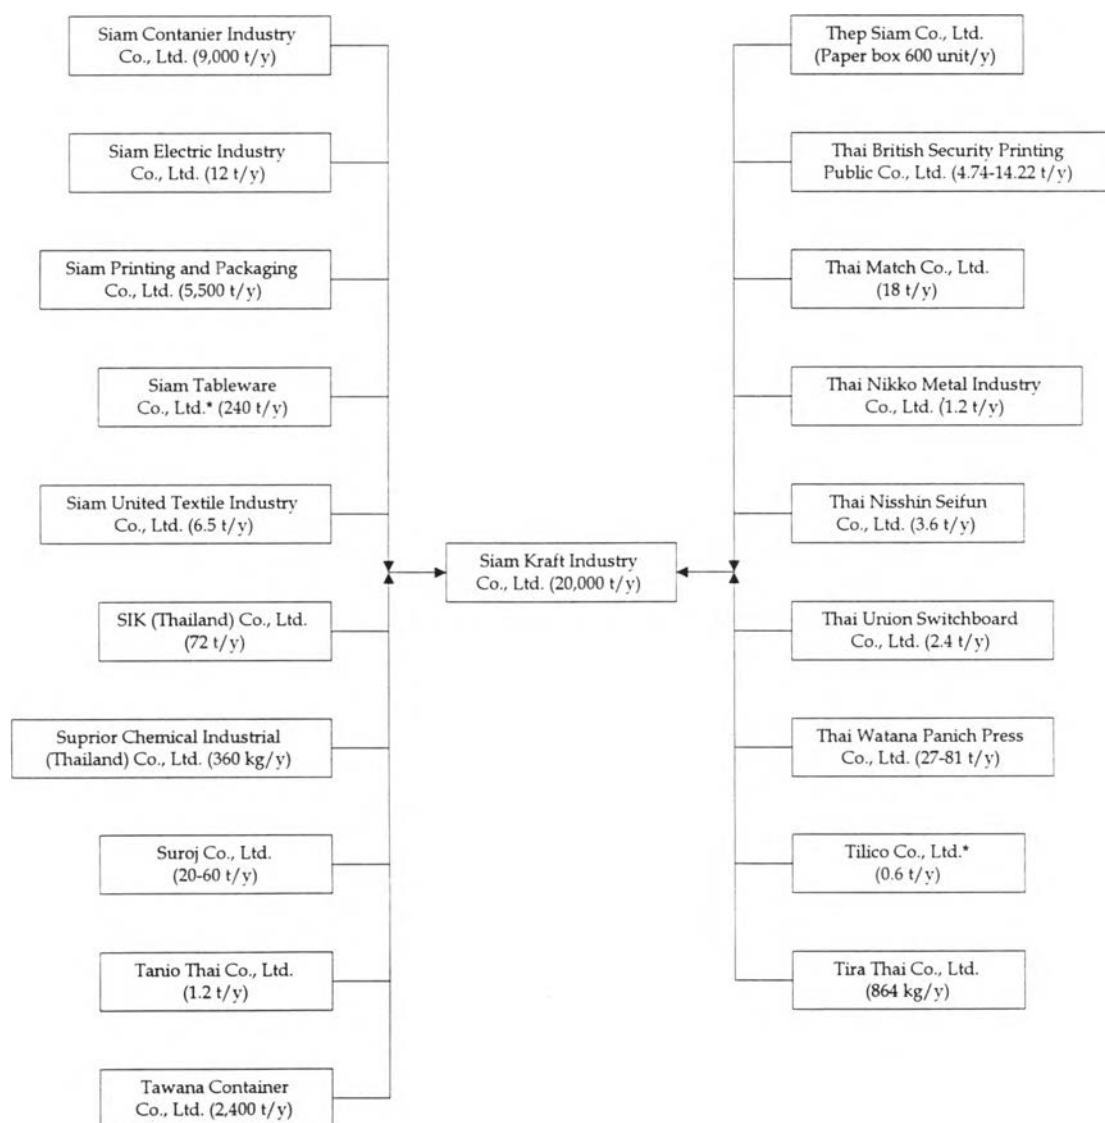 Siam Contanier Industry
Co., Ltd. (9,000 t/y)
Siam Electric Industry
Co., Ltd. (12 t/y)
Siam Printing and Packaging
Co., Ltd. (5,500 t/y)
Siam Tableware
Co., Ltd.* (240 t/y)
Siam United Textile Industry
Co., Ltd. (6.5 t/y)
SIK (Thailand) Co., Ltd.
(72 t/y)
Suprior Chemical Industrial
(Thailand) Co., Ltd. (360 kg/y)
Suroj Co., Ltd.
(20-60 t/y)
Tanio Thai Co., Ltd.
(1.2 t/y)
Tawana Container
Co., Ltd. (2,400 t/y)
Siam Kraft Industry
Co., Ltd. (20,000 t/y)
Thep Siam Co., Ltd.
(Paper box 600 unit/y)
Thai British Security Printing
Public Co., Ltd. (4.74-14.22 t/y)
Thai Match Co., Ltd.
(18 t/y)
Thai Nikko Metal Industry
Co., Ltd. (1.2 t/y)
Thai Nisshin Seifun
Co., Ltd. (3.6 t/y)
Thai Union Switchboard
Co., Ltd. (2.4 t/y)
Thai Watana Panich Press
Co., Ltd. (27-81 t/y)
Tilico Co., Ltd.*
(0.6 t/y)
Tira Thai Co., Ltd.
(864 kg/y)